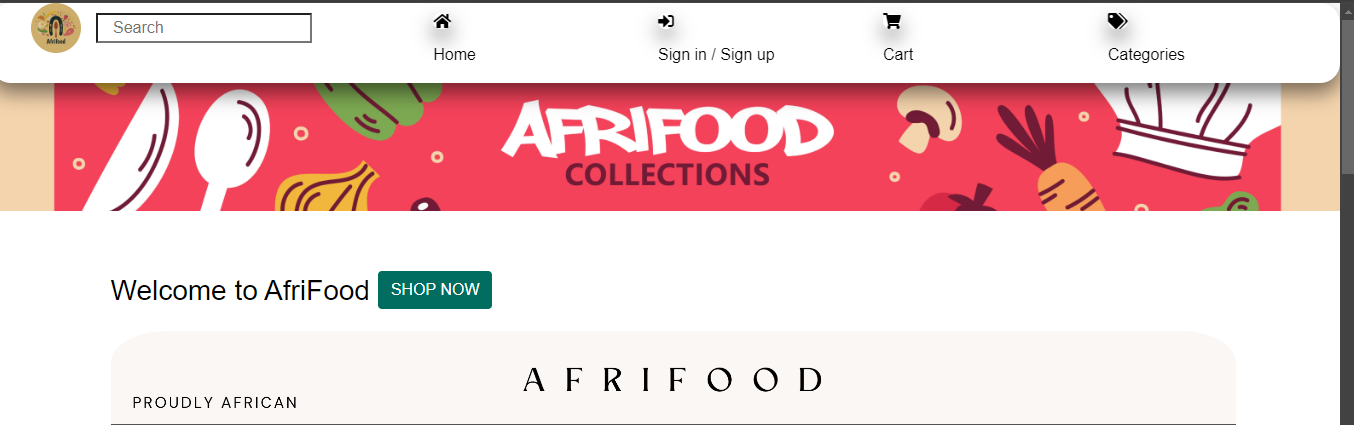 Afrifood
Search
Home
Sign in / Sign up
Cart
Categories
AFRIFOOD
COLLECTIONS
Welcome to AfriFood
SHOP NOW
AFRIFOOD
PROUDLY AFRICAN